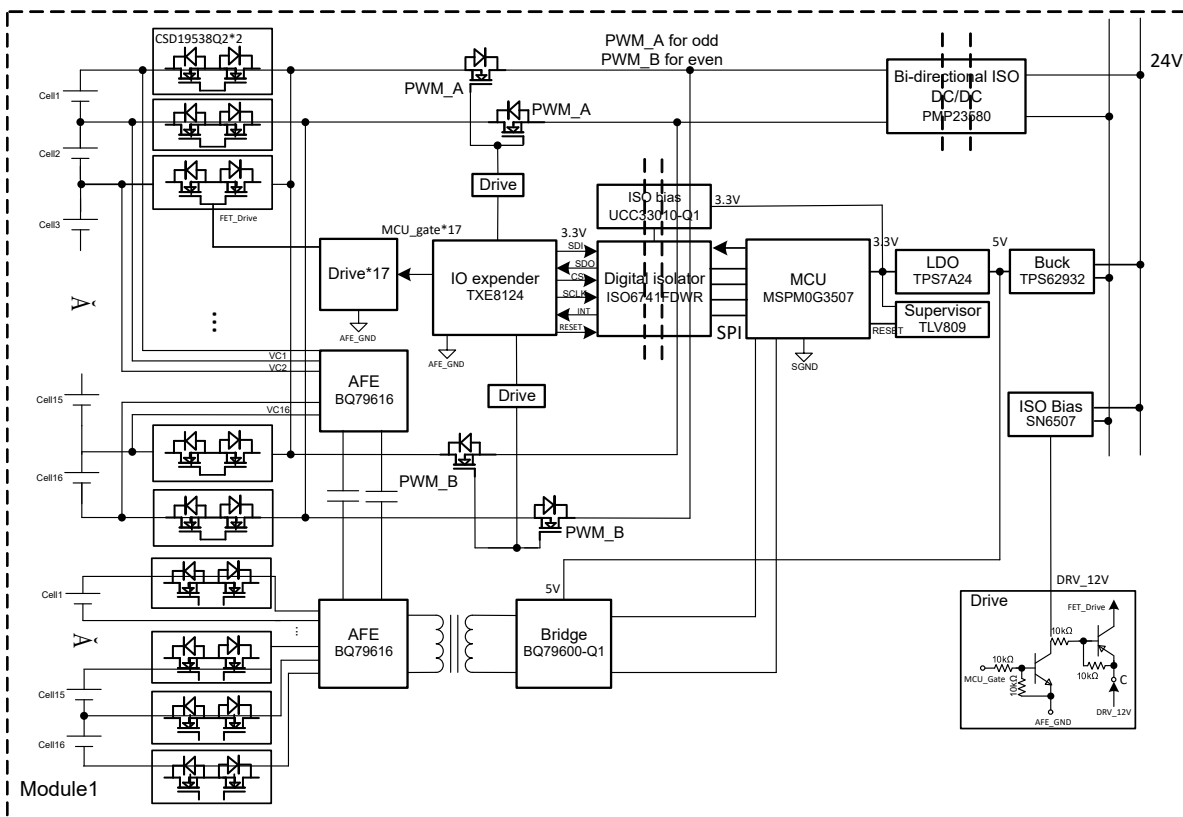 CSD19538Q2*2
PWM_A for odd
PWM_B for even
24V
Cell1
PWM_A
PWM_A
Bi-directional ISO
DC/DC
PMP23580
Cell2
Drive
ISO bias
UCC33010-Q1
3.3V
Cell3
FET_Drive
MCU_gate*17
3.3V
3.3V
5V
Drive*17
AFE_GND
IO expender
TXE8124
AFE_GND
SDI
SDO
CS
SCLK
INT
RESET
Digital isolator
ISO6741FDWR
SPI
MCU
MSPM0G3507
SGND
LDO
TPS7A24
Buck
TPS62932
RESET
Supervisor
TLV809
Ǎ
...
VC1
VC2
VC16
AFE
BQ79616
Drive
Cell15
Cell16
PWM_B
PWM_B
ISO Bias
SN6507
Cell1
Ǎ
...
Cell15
Cell16
AFE
BQ79616
5V
Bridge
BQ79600-Q1
DRV_12V
Drive
FET_Drive
10kΩ
10kΩ
MCU_Gate
10kΩ
10kΩ
C
AFE_GND
DRV_12V
Module1